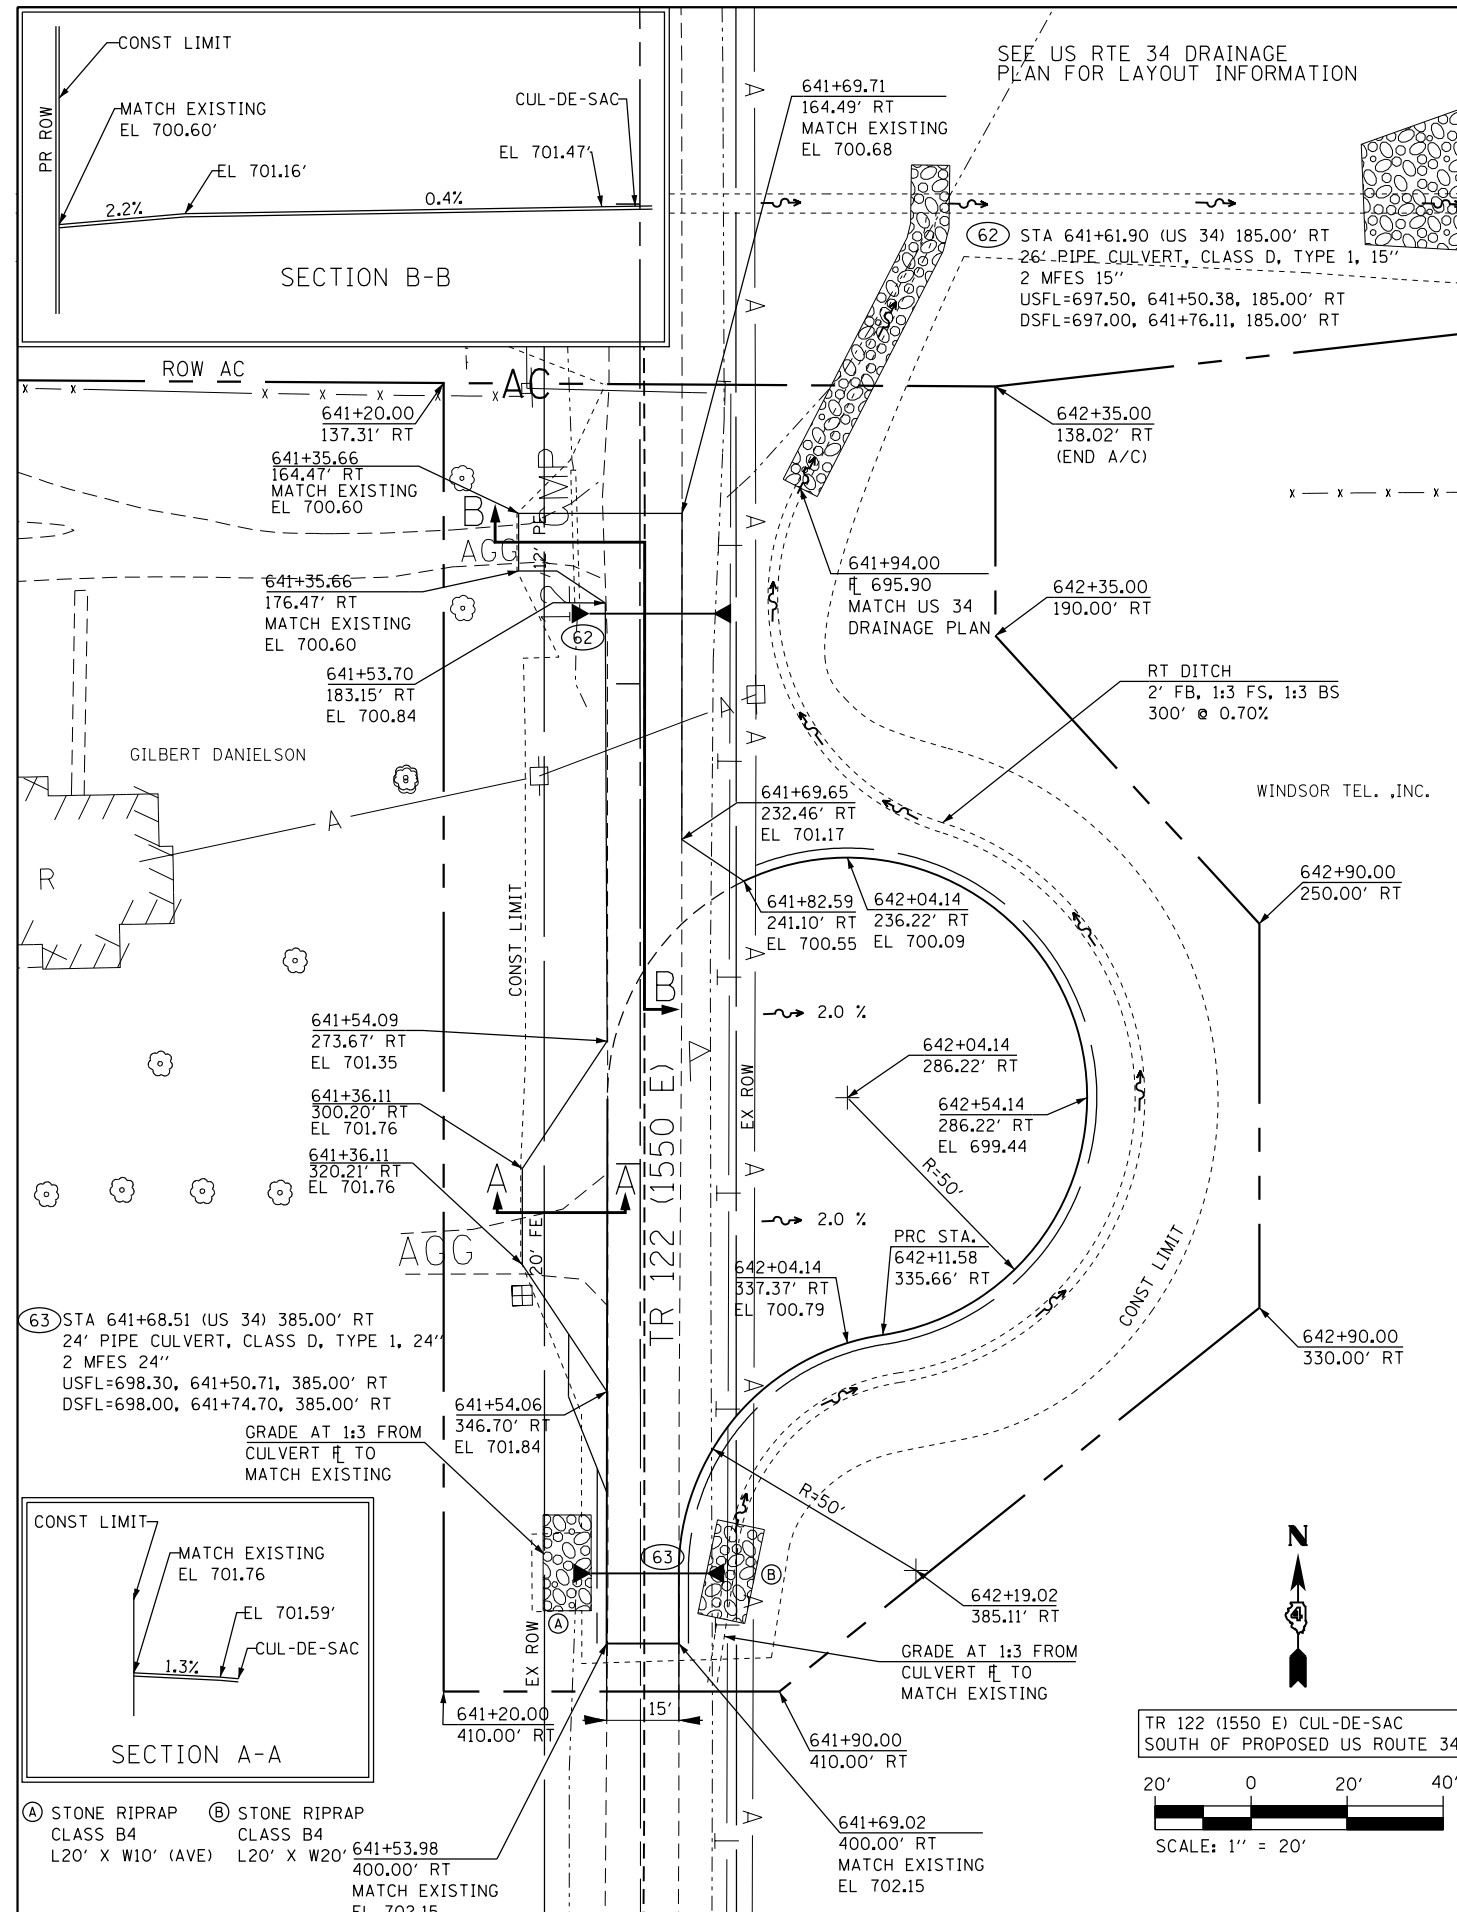 CONST LIMIT
PR ROW
MATCH EXISTING
EL 700.60'
EL 701.16'
CUL-DE-SAC
EL 701.47'
2.2%
0.4%
SECTION B-B
SEE US RTE 34 DRAINAGE
PLAN FOR LAYOUT INFORMATION
641+69.71
164.49' RT
MATCH EXISTING
EL 700.68
A
A
62 STA 641+61.90 (US 34) 185.00' RT
26' PIPE CULVERT, CLASS D, TYPE 1, 15''
2 MFES 15''
USFL=697.50, 641+50.38, 185.00' RT
DSFL=697.00, 641+76.11, 185.00' RT
ROW AC
AC
x x x x x x
641+20.00
137.31' RT
642+35.00
138.02' RT
(END A/C)
641+35.66
164.47' RT
MATCH EXISTING
EL 700.60
x x x x
B
AGG
12' PE
A
641+94.00
FL 695.90
MATCH US 34
DRAINAGE PLAN
641+35.66
176.47' RT
MATCH EXISTING
EL 700.60
642+35.00
190.00' RT
62
641+53.70
183.15' RT
EL 700.84
RT DITCH
2' FB, 1:3 FS, 1:3 BS
300' @ 0.70%
A
A
GILBERT DANIELSON
WINDSOR TEL. ,INC.
A
R
641+69.65
232.46' RT
EL 701.17
642+90.00
250.00' RT
641+82.59
241.10' RT
EL 700.55
642+04.14
236.22' RT
EL 700.09
CONST LIMIT
A
B
2.0 %
641+54.09
273.67' RT
EL 701.35
642+04.14
286.22' RT
A
EX ROW
641+36.11
300.20' RT
EL 701.76
642+54.14
286.22' RT
EL 699.44
641+36.11
320.21' RT
EL 701.76
A A
A
R=50'
TR 122 (1550 E)
2.0 %
AGG
20' FE
PRC STA.
642+11.58
335.66' RT
642+04.14
337.37' RT
EL 700.79
CONST LIMIT
63 STA 641+68.51 (US 34) 385.00' RT
24' PIPE CULVERT, CLASS D, TYPE 1, 24''
2 MFES 24''
USFL=698.30, 641+50.71, 385.00' RT
DSFL=698.00, 641+74.70, 385.00' RT
642+90.00
330.00' RT
A
641+54.06
346.70' RT
EL 701.84
GRADE AT 1:3 FROM
CULVERT FL TO
MATCH EXISTING
R=50'
CONST LIMIT
MATCH EXISTING
EL 701.76
EL 701.59'
CUL-DE-SAC
1.3%
SECTION A-A
63
B
A
A
642+19.02
385.11' RT
N
4
EX ROW
GRADE AT 1:3 FROM
CULVERT FL TO
MATCH EXISTING
15'
641+20.00
410.00' RT
641+90.00
410.00' RT
TR 122 (1550 E) CUL-DE-SAC
SOUTH OF PROPOSED US ROUTE 34
20' 0 20' 40'
SCALE: 1'' = 20'
A STONE RIPRAP
CLASS B4
L20' X W10' (AVE)
B STONE RIPRAP
CLASS B4
L20' X W20'
A
641+53.98
400.00' RT
MATCH EXISTING
EL 702.15
641+69.02
400.00' RT
MATCH EXISTING
EL 702.15